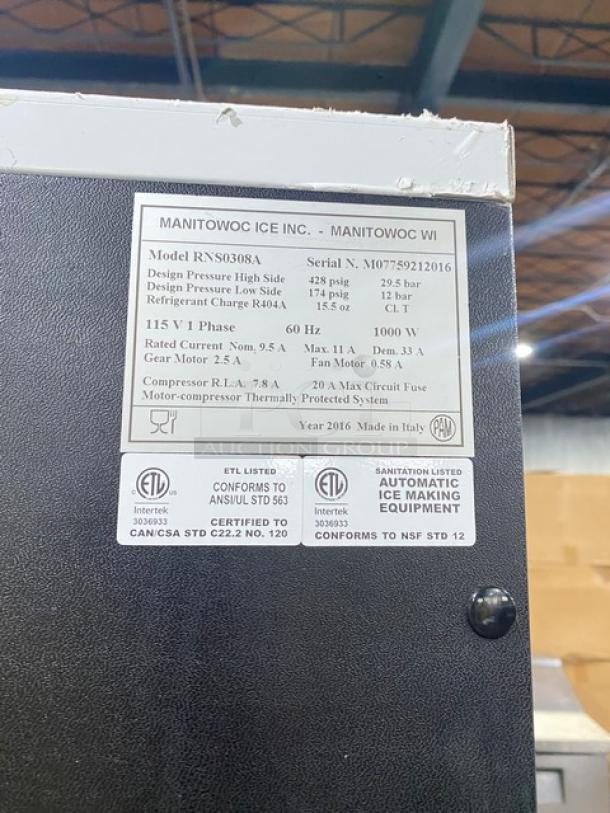 MANITOWOC ICE INC. - MANITOWOC WI
Model RNS0308A Serial N. M07759212016
Design Pressure High Side 428 psig 29.5 bar
Design Pressure Low Side 174 psig 12 bar
Refrigerant Charge R404A 15.5 oz Cl. T
115 V 1 Phase 60 Hz 1000 W
Rated Current Nom. 9.5 A Max. 11 A Dem. 33 A
Gear Motor 2.5 A Fan Motor 0.58 A
Compressor R.L.A. 7.8 A 20 A Max Circuit Fuse
Motor-compressor Thermally Protected System
Year 2016 Made in Italy PAM
AUCTION GROUP
ETL LISTED
CONFORMS TO
ANSI/UL STD 563
C ETL US
Intertek
3036933
CERTIFIED TO
CAN/CSA STD C22.2 NO. 120
SANITATION LISTED
AUTOMATIC
ICE MAKING
EQUIPMENT
ETL
Intertek
3036933
CONFORMS TO NSF STD 12